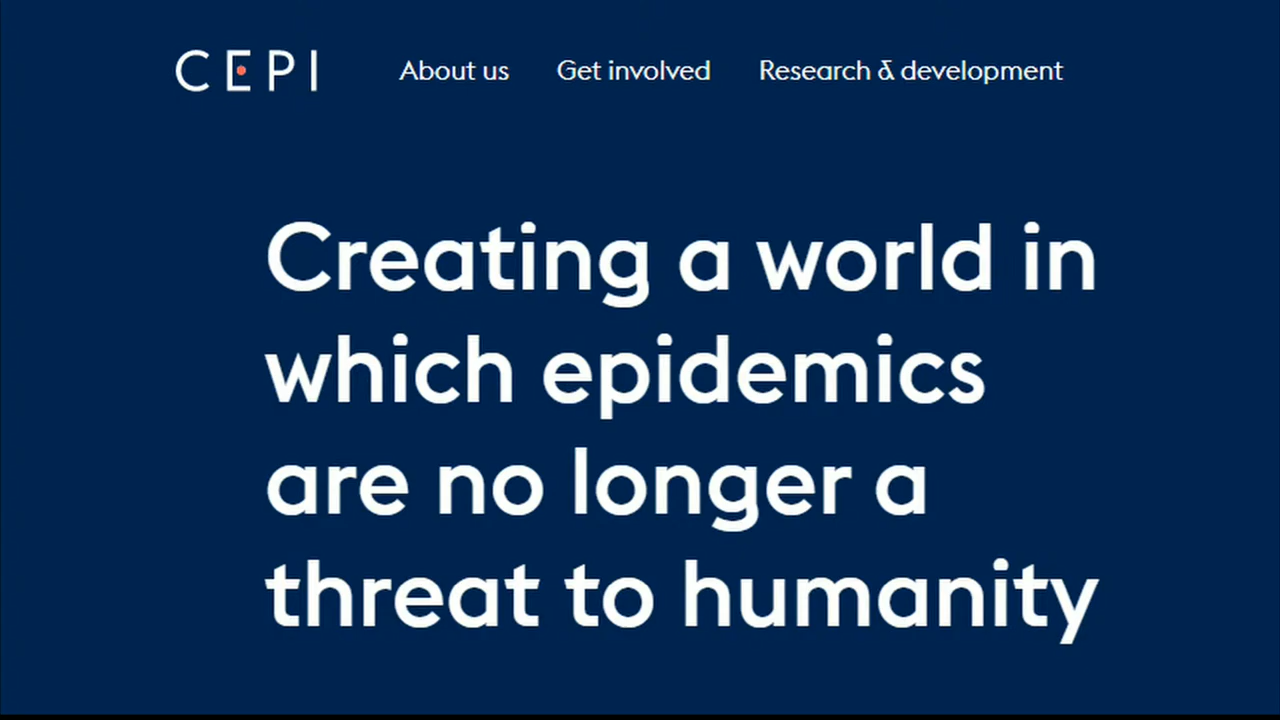 CEPI About us Get involved Research & development
Creating a world in
which epidemics
are no longer a
threat to humanity